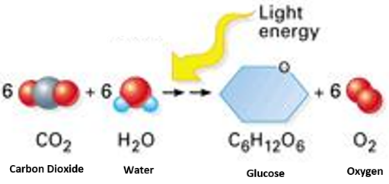 Light
energy
6 + 6 O + 6
CO₂ H₂O C₆H₁₂O₆ O₂
Carbon Dioxide Water Glucose Oxygen